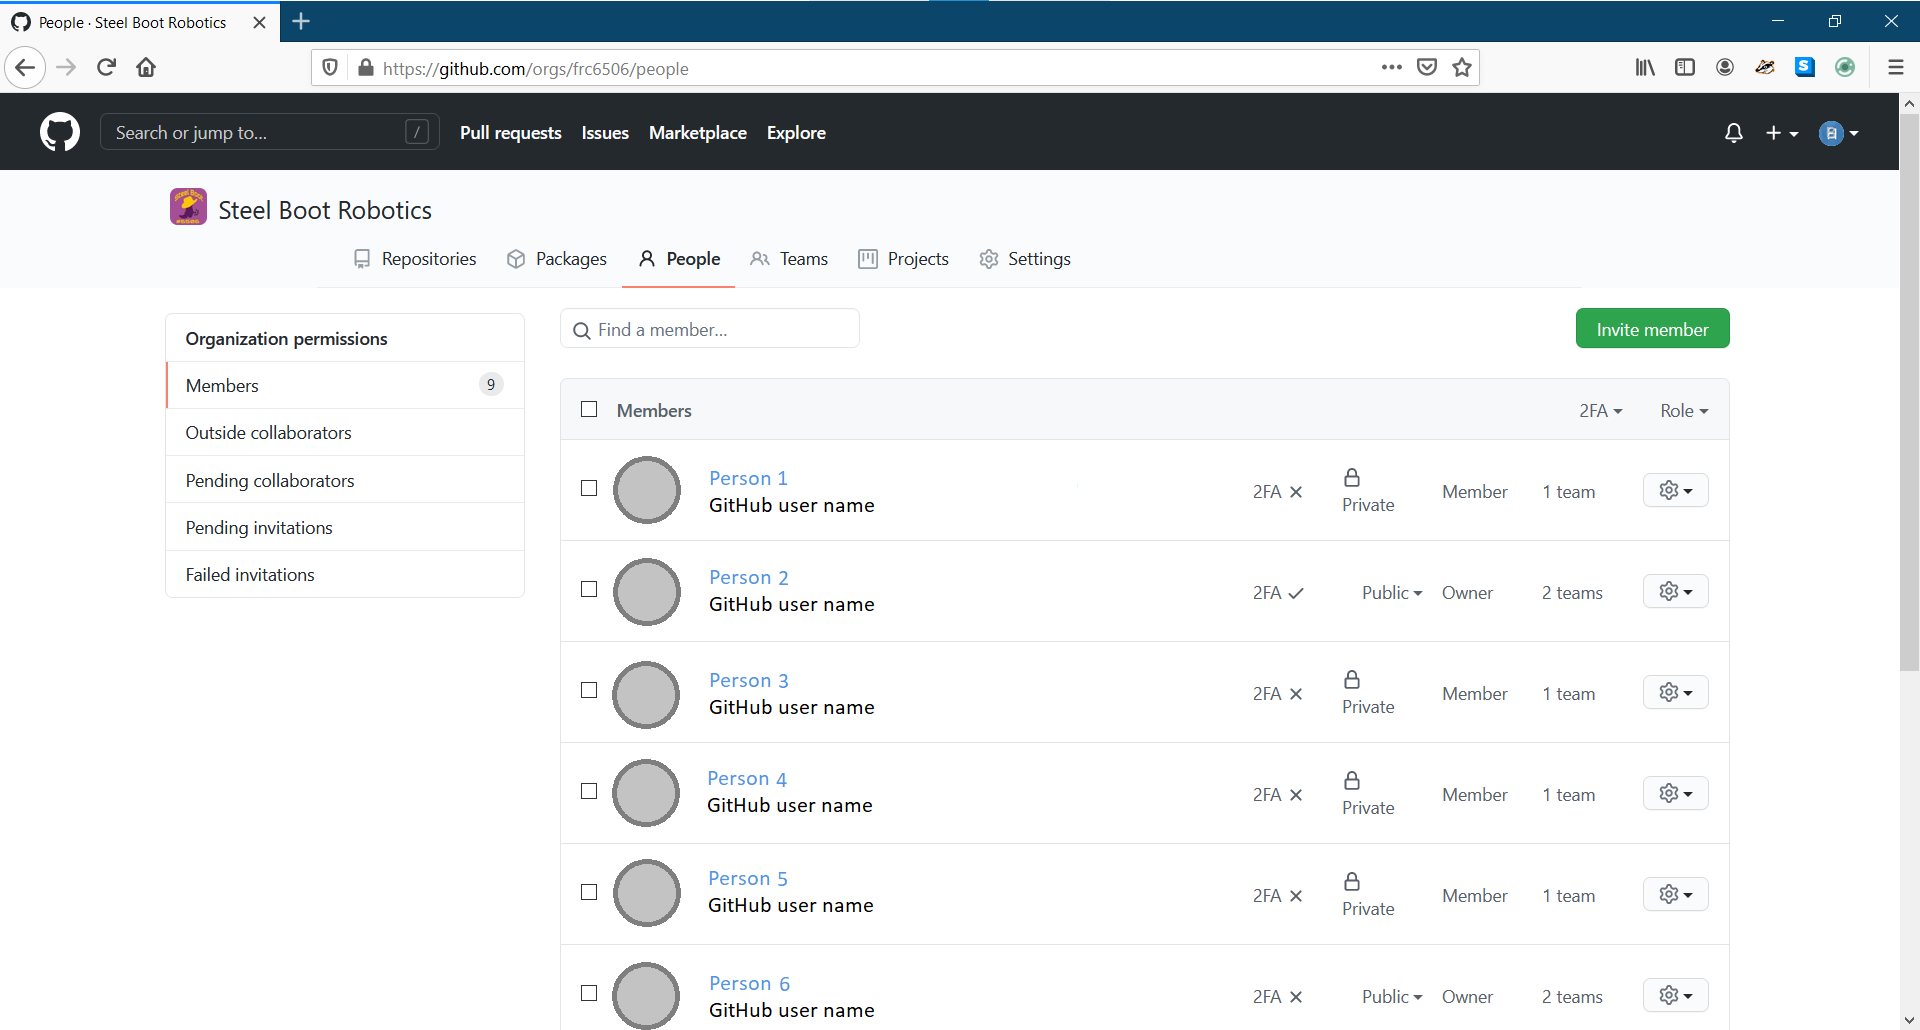 People · Steel Boot Robotics
https://github.com/orgs/frc6506/people
Search or jump to... /
Pull requests Issues Marketplace Explore
Steel Boot Robotics
Repositories Packages People Teams Projects Settings
Organization permissions
Members 9
Outside collaborators
Pending collaborators
Pending invitations
Failed invitations
Find a member...
Invite member
Members 2FA Role
Person 1
GitHub user name
2FA Private Member 1 team
Person 2
GitHub user name
2FA Public Owner 2 teams
Person 3
GitHub user name
2FA Private Member 1 team
Person 4
GitHub user name
2FA Private Member 1 team
Person 5
GitHub user name
2FA Private Member 1 team
Person 6
GitHub user name
2FA Public Owner 2 teams